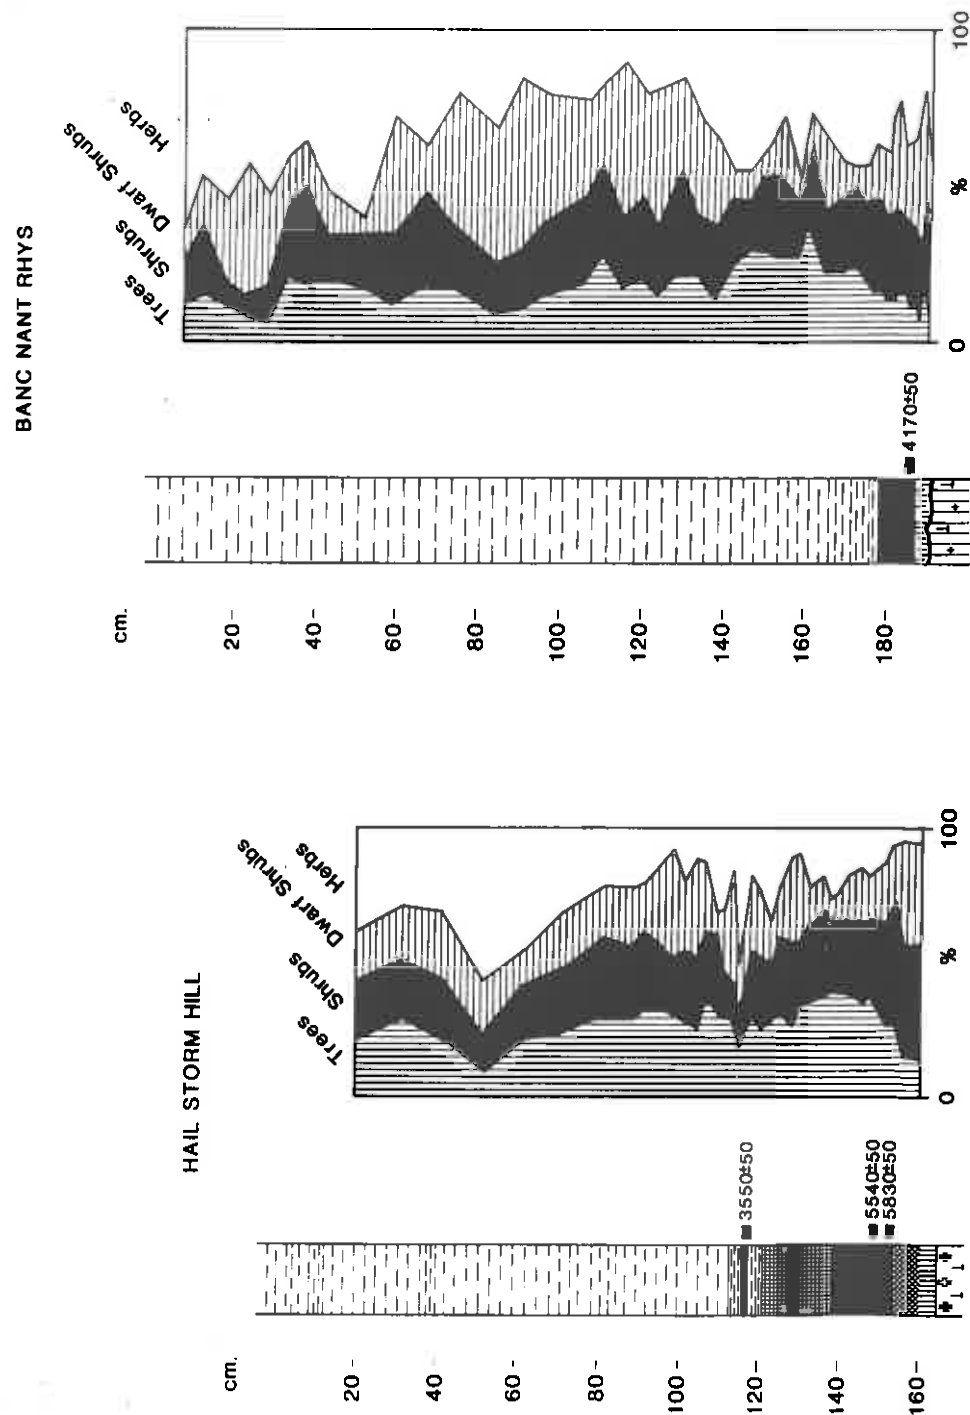 BANC NANT RHYS
Trees
Shrubs
Dwarf Shrubs
Herbs
0
%
100
4170±50
cm.
20-
40-
60-
80-
100-
120-
140-
160-
180-
HAIL STORM HILL
Trees
Shrubs
Dwarf Shrubs
Herbs
0
%
100
3550±50
5540±50
5830±50
cm.
20-
40-
60-
80-
100-
120-
140-
160-